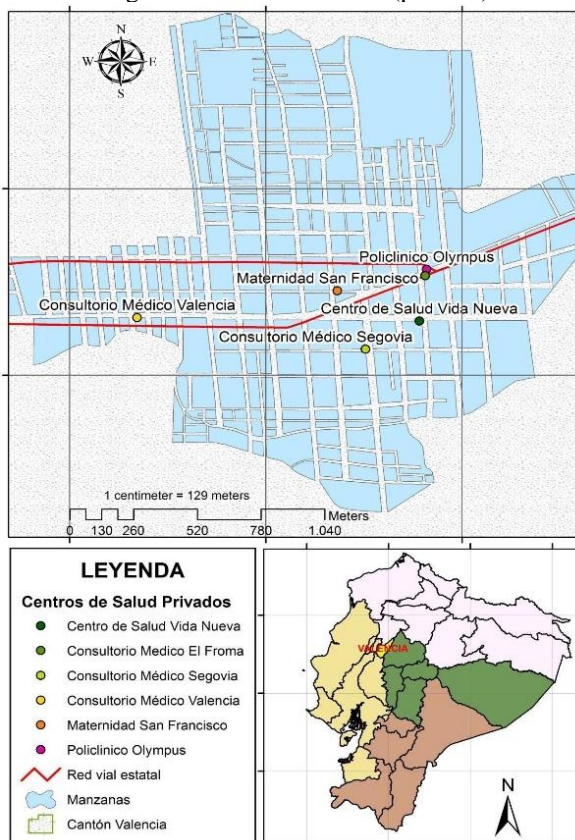 N
W E
S
Policlinico Olympus
Maternidad San Francisco
Consultorio Médico Valencia
Centro de Salud Vida Nueva
Consultorio Médico Segovia
1 centimeter = 129 meters
Meters
0 130 260 520 780 1.040
LEYENDA
Centros de Salud Privados
Centro de Salud Vida Nueva
Consultorio Medico El Froma
Consultorio Médico Segovia
Consultorio Médico Valencia
Maternidad San Francisco
Policlinico Olympus
Red vial estatal
Manzanas
Cantón Valencia
VALENCIA
N